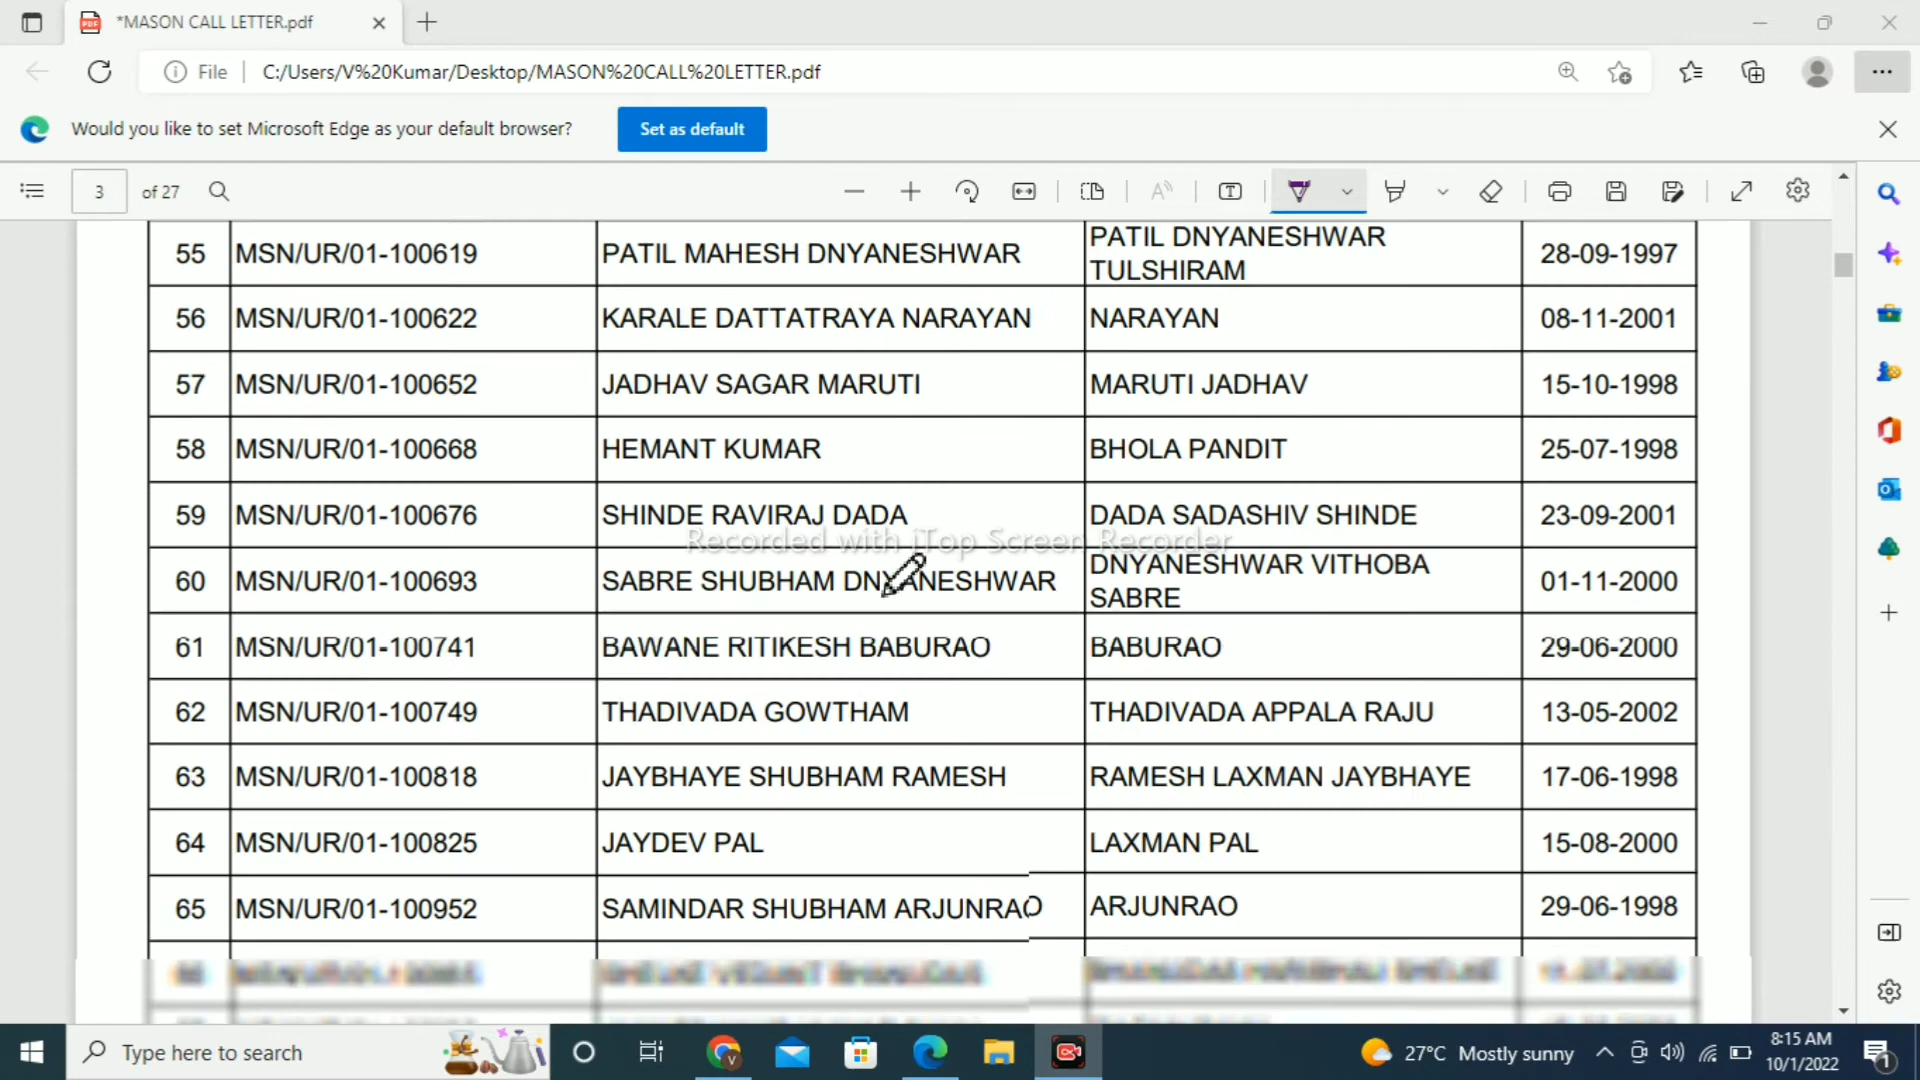 *MASON CALL LETTER.pdf
File C:/Users/V%20Kumar/Desktop/MASON%20CALL%20LETTER.pdf
Would you like to set Microsoft Edge as your default browser? Set as default
3 of 27
55 MSN/UR/01-100619 PATIL MAHESH DNYANESHWAR PATIL DNYANESHWAR TULSHIRAM 28-09-1997
56 MSN/UR/01-100622 KARALE DATTATRAYA NARAYAN NARAYAN 08-11-2001
57 MSN/UR/01-100652 JADHAV SAGAR MARUTI MARUTI JADHAV 15-10-1998
58 MSN/UR/01-100668 HEMANT KUMAR BHOLA PANDIT 25-07-1998
59 MSN/UR/01-100676 SHINDE RAVIRAJ DADA DADA SADASHIV SHINDE 23-09-2001
Recorded with iTop Screen Recorder
60 MSN/UR/01-100693 SABRE SHUBHAM DNYANESHWAR DNYANESHWAR VITHOBA SABRE 01-11-2000
61 MSN/UR/01-100741 BAWANE RITIKESH BABURAO BABURAO 29-06-2000
62 MSN/UR/01-100749 THADIVADA GOWTHAM THADIVADA APPALA RAJU 13-05-2002
63 MSN/UR/01-100818 JAYBHAYE SHUBHAM RAMESH RAMESH LAXMAN JAYBHAYE 17-06-1998
64 MSN/UR/01-100825 JAYDEV PAL LAXMAN PAL 15-08-2000
65 MSN/UR/01-100952 SAMINDAR SHUBHAM ARJUNRAO ARJUNRAO 29-06-1998
Type here to search
27°C Mostly sunny
8:15 AM
10/1/2022
1